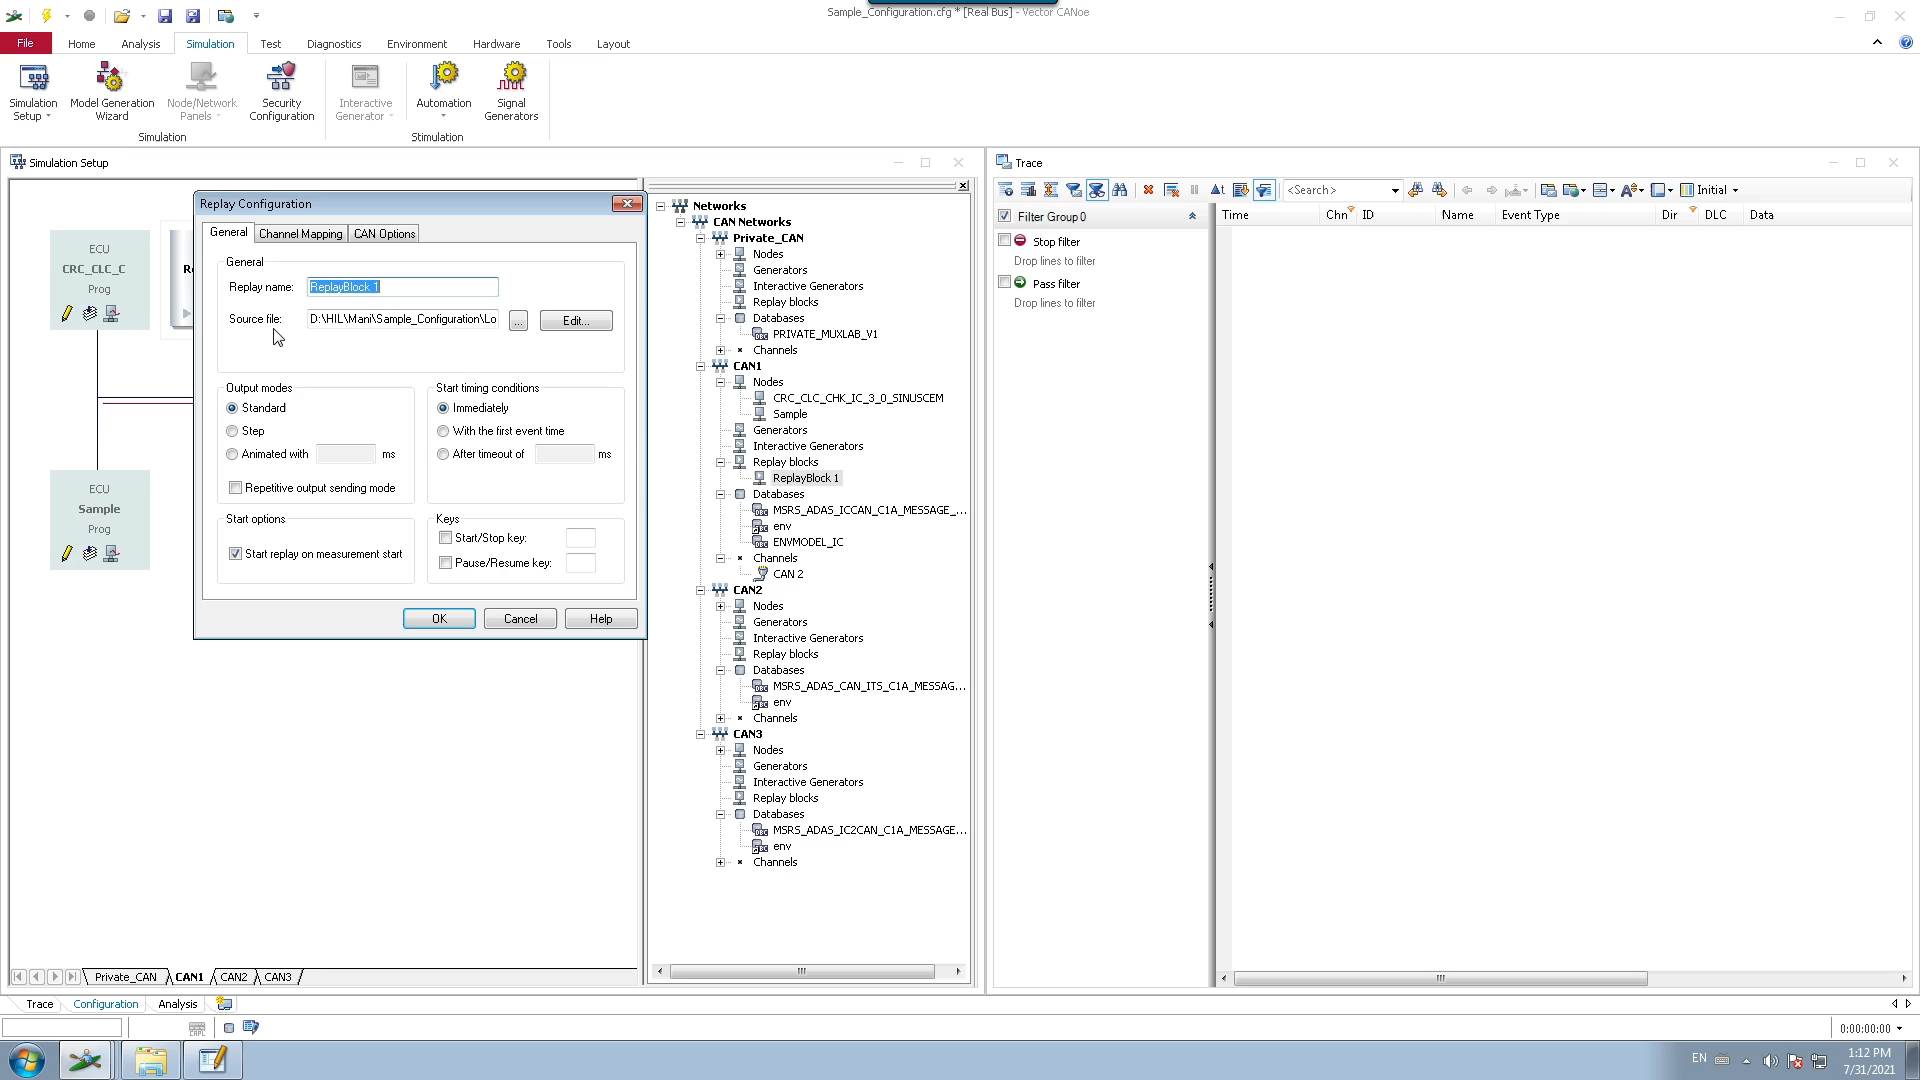 Sample_Configuration.cfg * [Real Bus] - Vector CANoe
File Home Analysis Simulation Test Diagnostics Environment Hardware Tools Layout
Simulation Setup
Model Generation Wizard
Node/Network Panels
Security Configuration
Interactive Generator
Automation
Signal Generators
Simulation
Stimulation
Simulation Setup
ECU
CRC_CLC_C
Prog
ECU
Sample
Prog
Replay Configuration
General Channel Mapping CAN Options
General
Replay name: ReplayBlock 1
Source file: D:\HIL\Mani\Sample_Configuration\Lo ... Edit...
Output modes
Standard
Step
Animated with ms
Repetitive output sending mode
Start timing conditions
Immediately
With the first event time
After timeout of ms
Start options
Start replay on measurement start
Keys
Start/Stop key:
Pause/Resume key:
OK Cancel Help
Private_CAN CAN1 CAN2 CAN3
Networks
CAN Networks
Private_CAN
Nodes
Generators
Interactive Generators
Replay blocks
Databases
PRIVATE_MUXLAB_V1
Channels
CAN1
Nodes
CRC_CLC_CHK_IC_3_0_SINUSCEM
Sample
Generators
Interactive Generators
Replay blocks
ReplayBlock 1
Databases
MSRS_ADAS_ICCAN_C1A_MESSAGE_...
env
ENVMODEL_IC
Channels
CAN 2
CAN2
Nodes
Generators
Interactive Generators
Replay blocks
Databases
MSRS_ADAS_CAN_ITS_C1A_MESSAG...
env
Channels
CAN3
Nodes
Generators
Interactive Generators
Replay blocks
Databases
MSRS_ADAS_IC2CAN_C1A_MESSAGE...
env
Channels
Trace
<Search> Initial
Filter Group0
Stop filter
Drop lines to filter
Pass filter
Drop lines to filter
Time Chn ID Name Event Type Dir DLC Data
Trace Configuration Analysis
0:00:00:00
EN
1:12 PM
7/31/2021